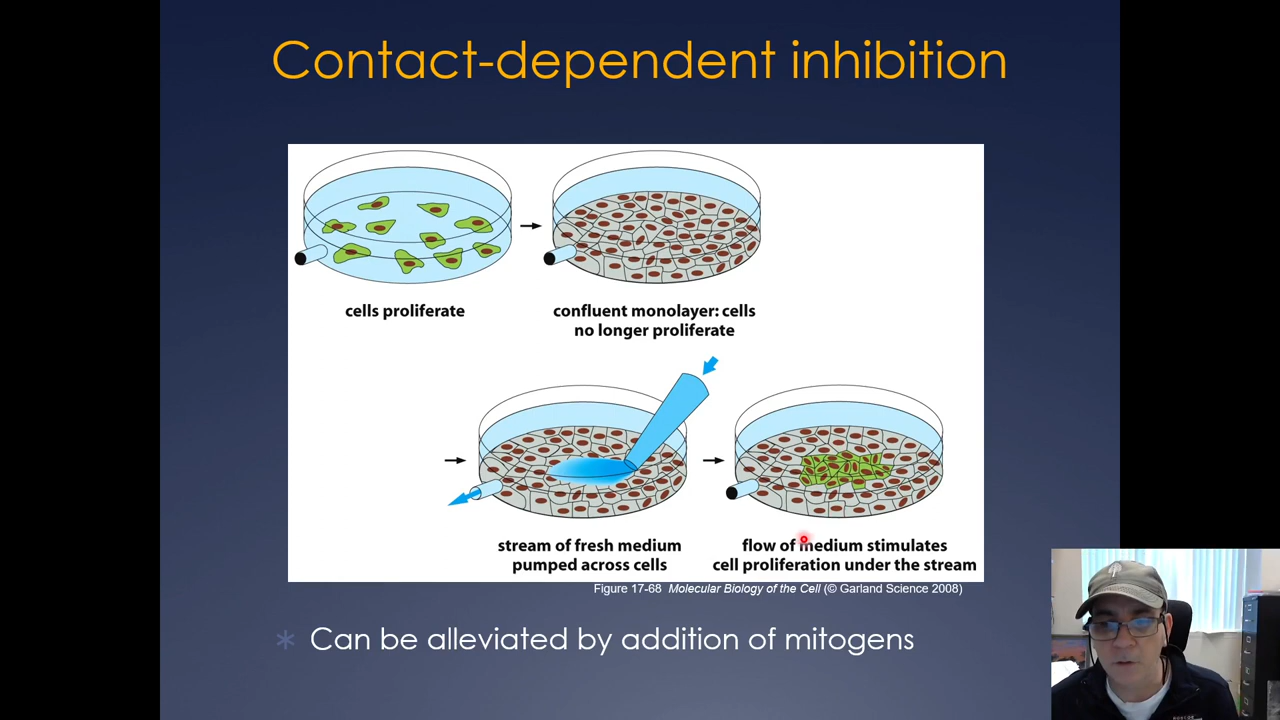 Contact-dependent inhibition
cells proliferate
confluent monolayer: cells
no longer proliferate
stream of fresh medium
pumped across cells
flow of medium stimulates
cell proliferation under the stream
Figure 17-68 Molecular Biology of the Cell (© Garland Science 2008)
* Can be alleviated by addition of mitogens